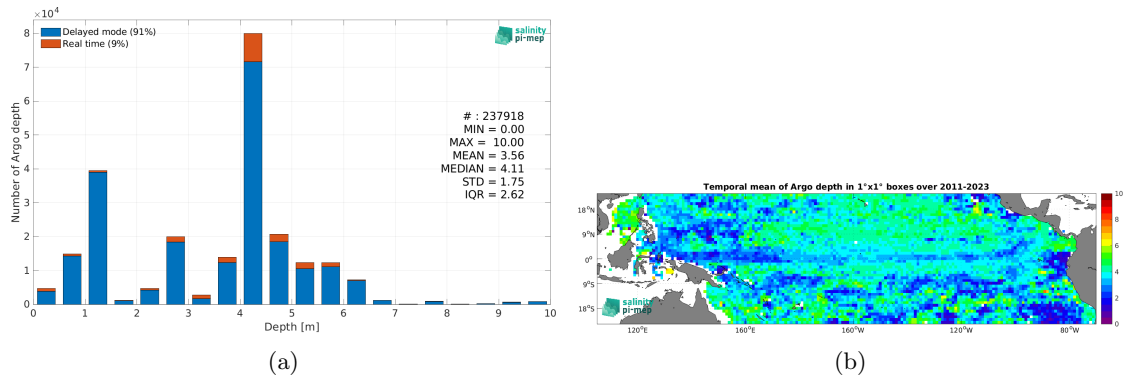 ×10⁴
Delayed mode (91%)
Real time (9%)
salinity
pi-mep
8
7
6
5
4
3
2
1
0
Number of Argo depth
# : 237918
MIN = 0.00
MAX = 10.00
MEAN = 3.56
MEDIAN = 4.11
STD = 1.75
IQR = 2.62
0 1 2 3 4 5 6 7 8 9 10
Depth [m]
(a)
Temporal mean of Argo depth in 1°x1° boxes over 2011-2023
18°N
9°N
0°
9°S
18°S
salinity
pi-mep
120°E 160°E 160°W 120°W 80°W
10
8
6
4
2
0
(b)